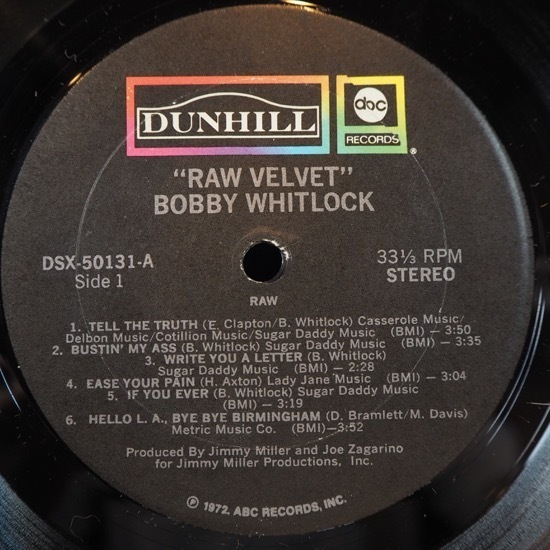 DUNHILL
abc
RECORDS®
"RAW VELVET"
BOBBY WHITLOCK
DSX-50131-A
Side 1
33⅓ RPM
STEREO
RAW
1. TELL THE TRUTH (E. Clapton/B. Whitlock) Casserole Music/
Delbon Music/Cotillion Music/Sugar Daddy Music (BMI) — 3:50
2. BUSTIN' MY ASS (B. Whitlock) Sugar Daddy Music (BMI) — 3:35
3. WRITE YOU A LETTER (B. Whitlock)
Sugar Daddy Music (BMI) — 2:28
4. EASE YOUR PAIN (H. Axton) Lady Jane Music (BMI) — 3:04
5. IF YOU EVER (B. Whitlock) Sugar Daddy Music
(BMI) — 3:19
6. HELLO L. A., BYE BYE BIRMINGHAM (D. Bramlett/M. Davis)
Metric Music Co. (BMI)—3:52
Produced By Jimmy Miller and Joe Zagarino
for Jimmy Miller Productions, Inc.
℗ 1972, ABC RECORDS, INC.